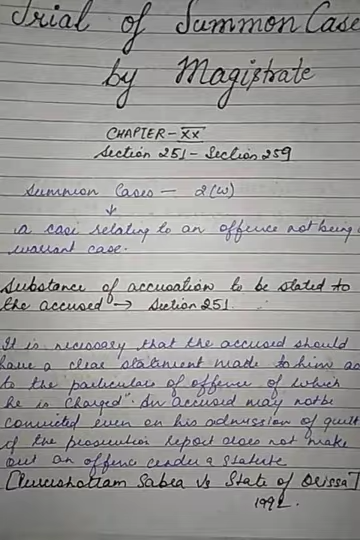 Trial of Summon Case
by Magistrate
CHAPTER-XX
Section 251 - Section 259
Summon Cases - 2(w)
↓
a case relating to an offence not being a
warrant case.
Substance of accusation to be stated to
the accused → Section 251.
It is necessary that the accused should
have a clear statement made to him as
to the particulars of offence of which
he is charged". An accused may not be
convicted even on his admission of guilt
if the prosecution report does not make
out an offence under a statute
[Purushottam Sabra vs State of Orissa]
1992.